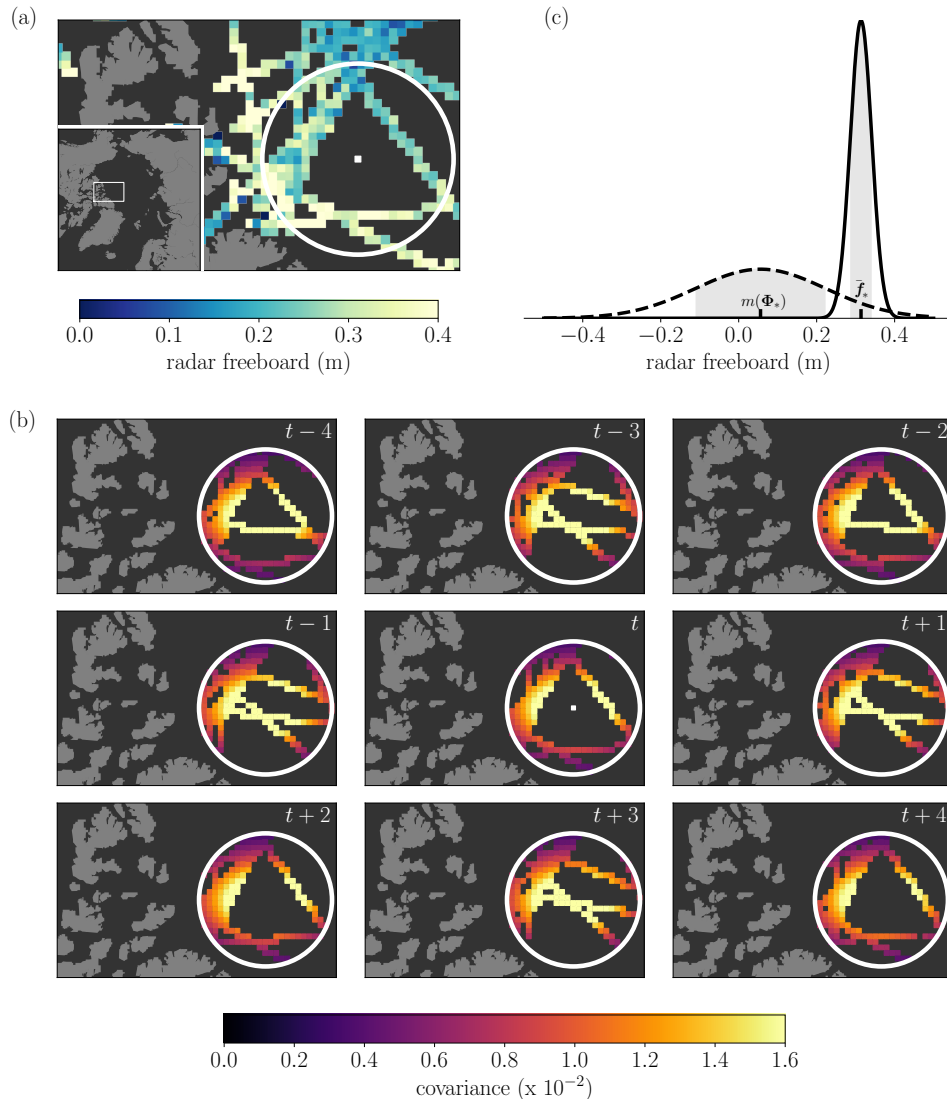 (a)
0.0 0.1 0.2 0.3 0.4
radar freeboard (m)
(c)
m(Φ*)
f̄*
−0.4 −0.2 0.0 0.2 0.4
radar freeboard (m)
(b)
t − 4
t − 3
t − 2
t − 1
t
t + 1
t + 2
t + 3
t + 4
0.0 0.2 0.4 0.6 0.8 1.0 1.2 1.4 1.6
covariance (x 10⁻²)